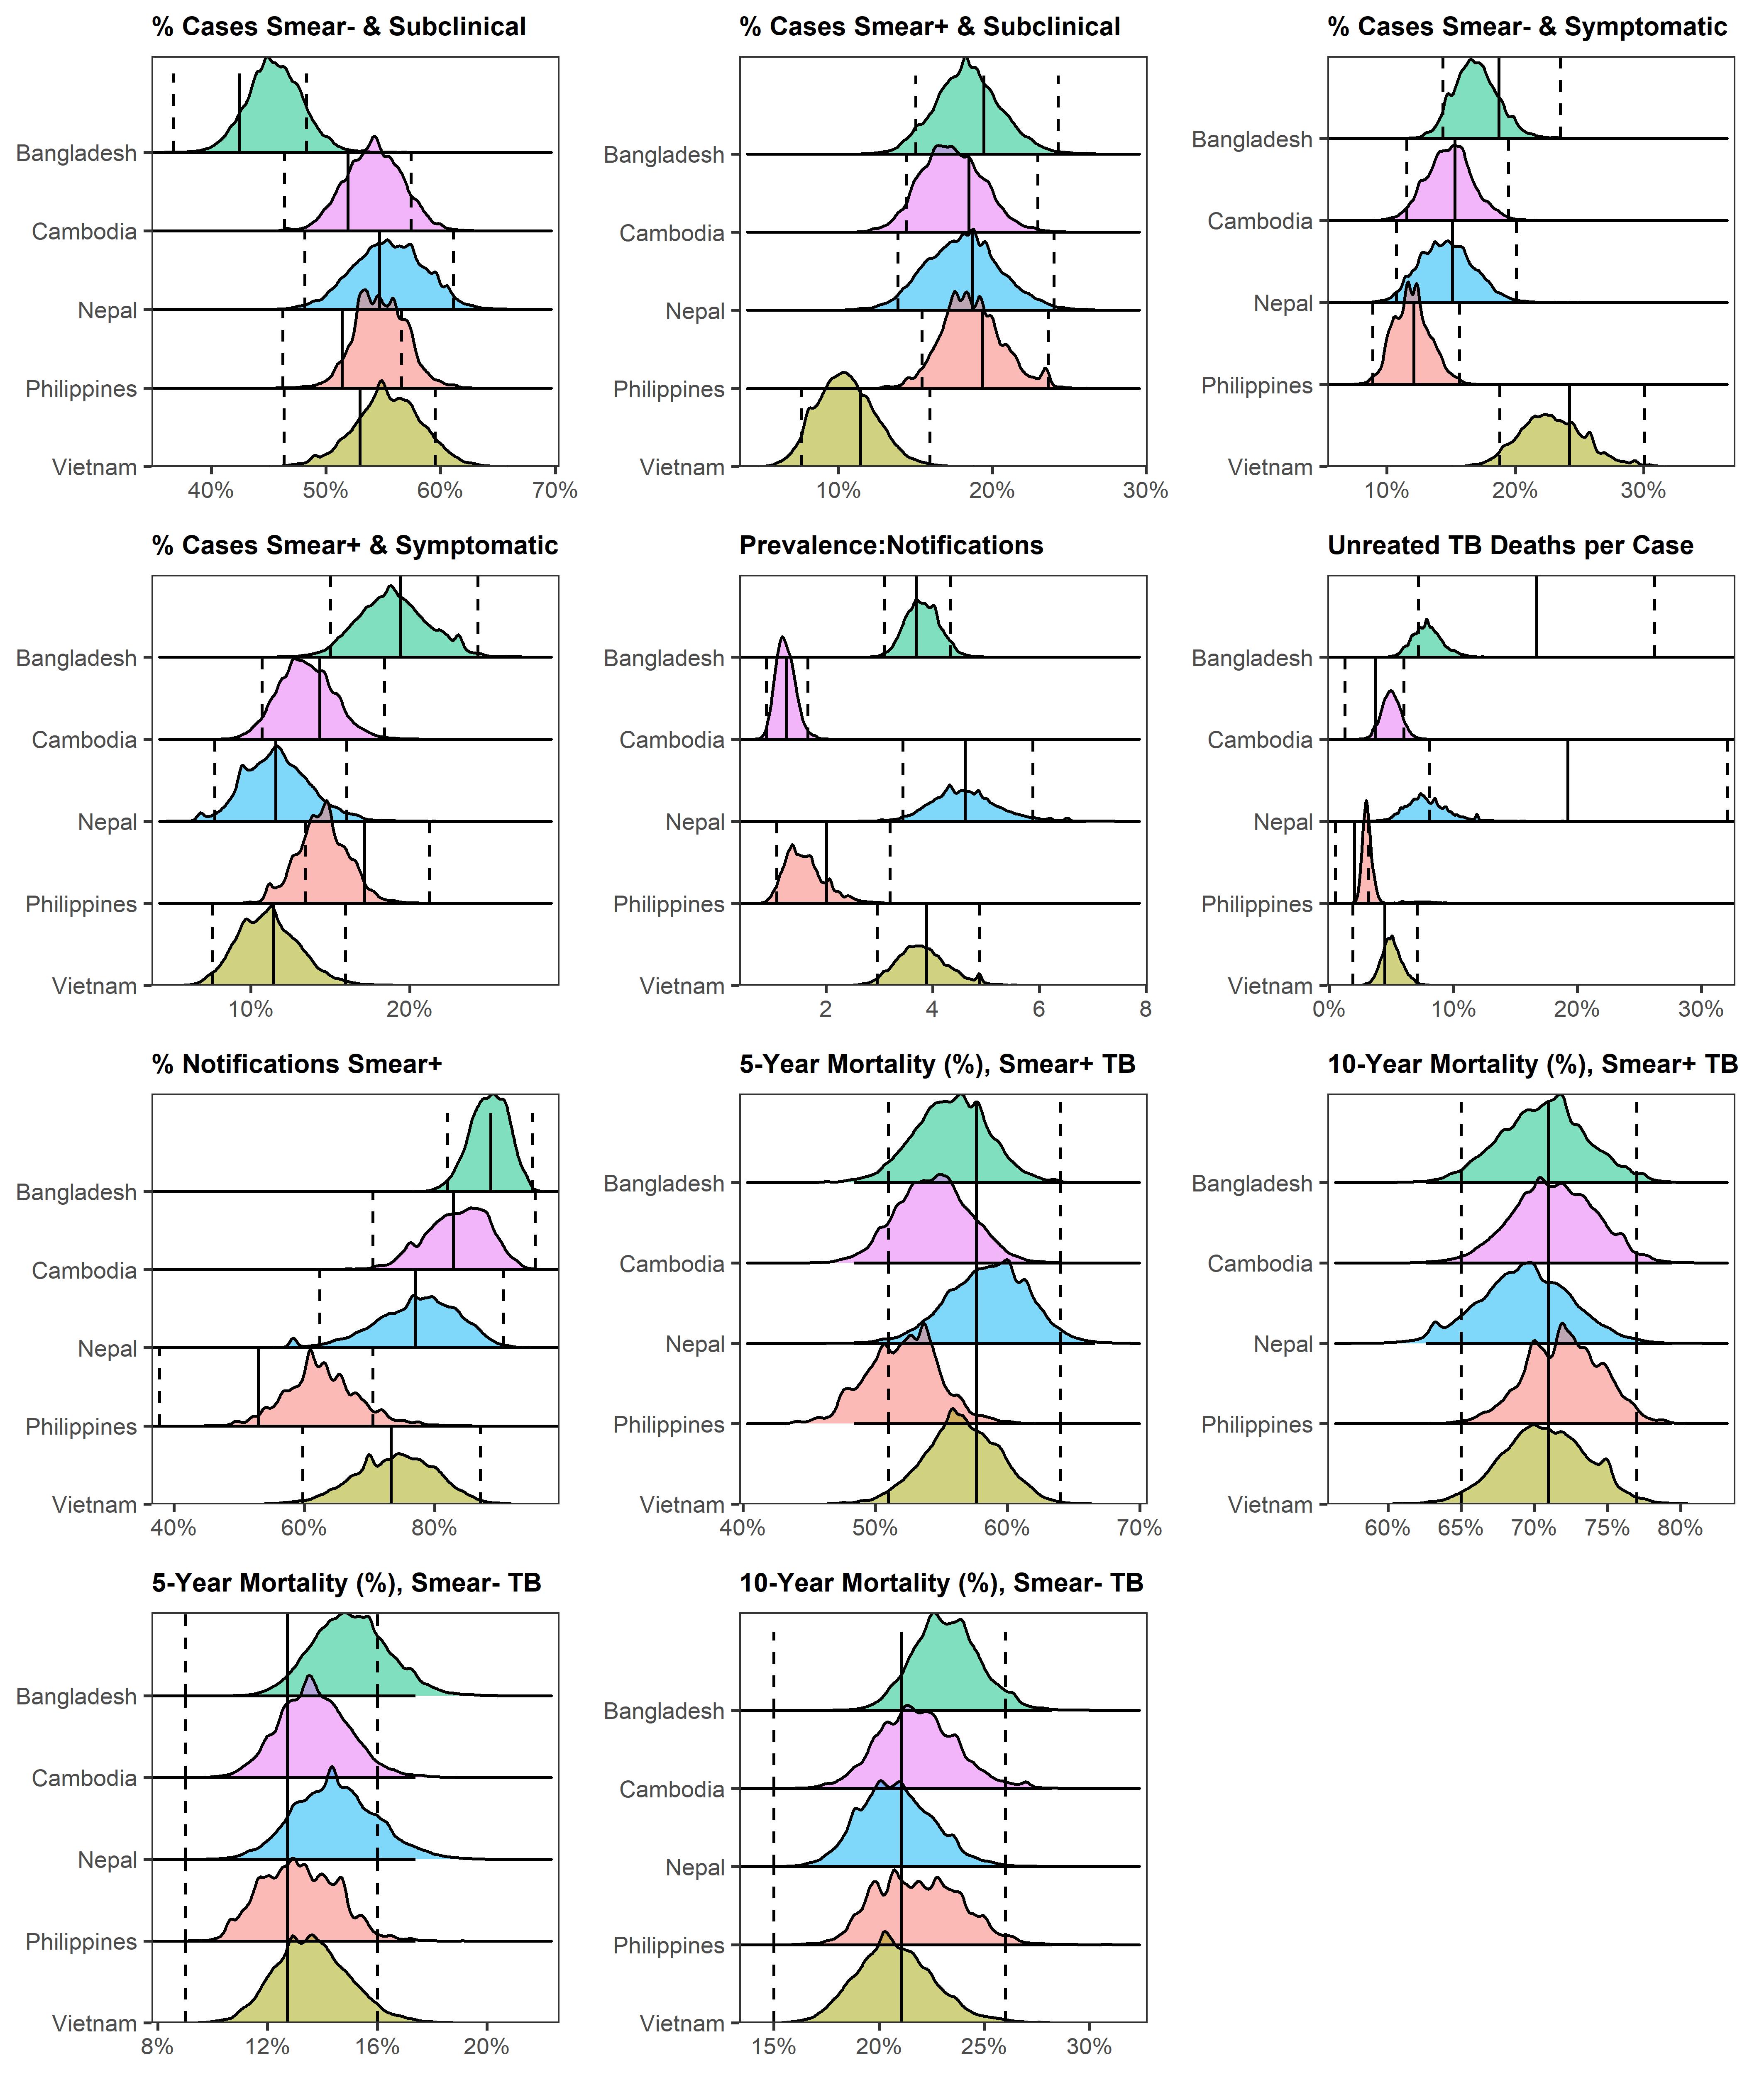 % Cases Smear- & Subclinical
% Cases Smear+ & Subclinical
% Cases Smear- & Symptomatic
Bangladesh
Cambodia
Nepal
Philippines
Vietnam
40% 50% 60% 70%
Bangladesh
Cambodia
Nepal
Philippines
Vietnam
10% 20% 30%
Bangladesh
Cambodia
Nepal
Philippines
Vietnam
10% 20% 30%
% Cases Smear+ & Symptomatic
Prevalence:Notifications
Unreated TB Deaths per Case
Bangladesh
Cambodia
Nepal
Philippines
Vietnam
10% 20%
Bangladesh
Cambodia
Nepal
Philippines
Vietnam
2 4 6 8
Bangladesh
Cambodia
Nepal
Philippines
Vietnam
0% 10% 20% 30%
% Notifications Smear+
5-Year Mortality (%), Smear+ TB
10-Year Mortality (%), Smear+ TB
Bangladesh
Cambodia
Nepal
Philippines
Vietnam
40% 60% 80%
Bangladesh
Cambodia
Nepal
Philippines
Vietnam
40% 50% 60% 70%
Bangladesh
Cambodia
Nepal
Philippines
Vietnam
60% 65% 70% 75% 80%
5-Year Mortality (%), Smear- TB
10-Year Mortality (%), Smear- TB
Bangladesh
Cambodia
Nepal
Philippines
Vietnam
8% 12% 16% 20%
Bangladesh
Cambodia
Nepal
Philippines
Vietnam
15% 20% 25% 30%